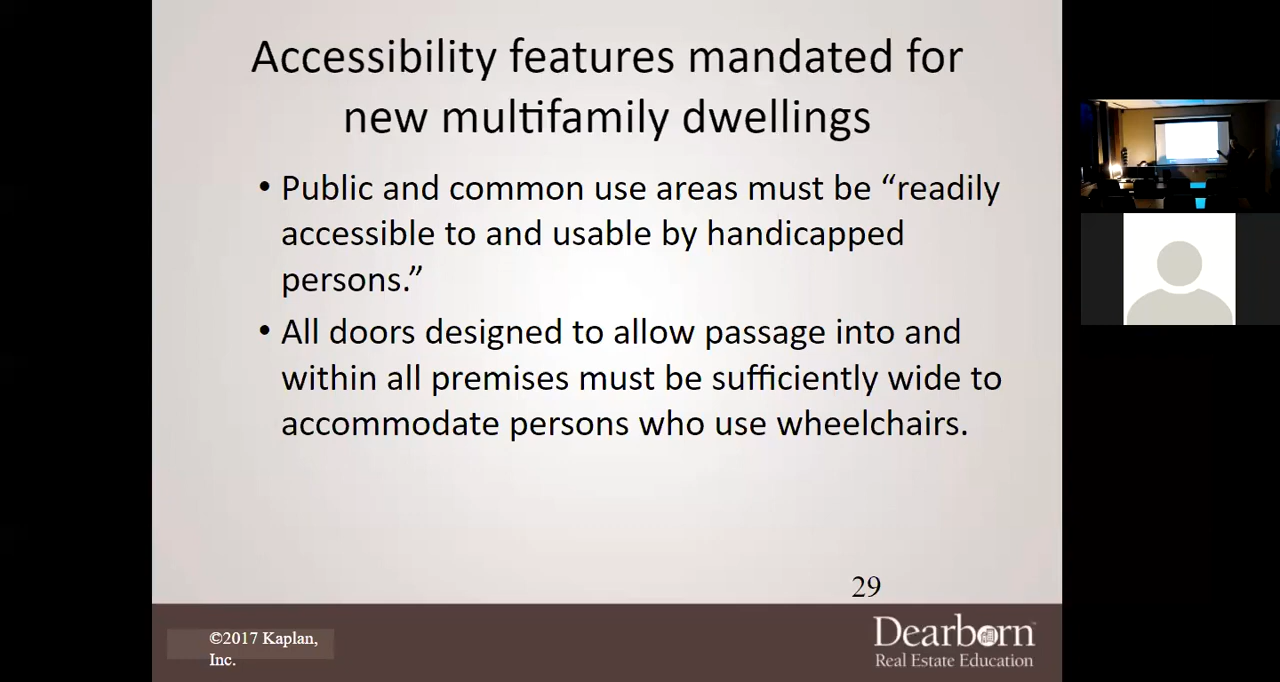 Accessibility features mandated for
new multifamily dwellings
• Public and common use areas must be “readily
accessible to and usable by handicapped
persons.”
• All doors designed to allow passage into and
within all premises must be sufficiently wide to
accommodate persons who use wheelchairs.
29
©2017 Kaplan,
Inc.
Dearborn™
Real Estate Education